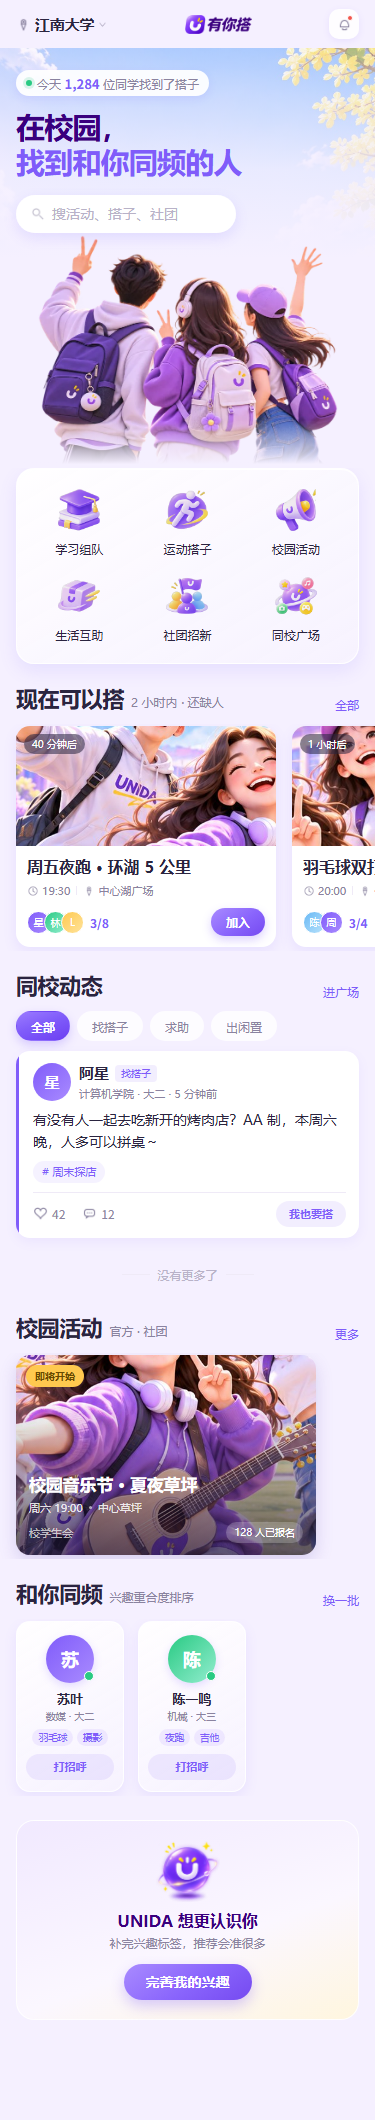 江南大学
有你搭
今天 1,284 位同学找到了搭子
在校园，
找到和你同频的人
搜活动、搭子、社团
学习组队
运动搭子
校园活动
生活互助
社团招新
同校广场
现在可以搭 2 小时内 · 还缺人
全部
40 分钟后
1 小时后
UNIDA
周五夜跑 • 环湖 5 公里
羽毛球双打
19:30 中心湖广场
20:00
星 林 L 3/8
加入
陈 周 3/4
同校动态
进广场
全部
找搭子
求助
出闲置
星
阿星 找搭子
计算机学院 · 大二 · 5 分钟前
有没有人一起去吃新开的烤肉店？AA 制，本周六
晚，人多可以拼桌～
# 周末探店
42
12
我也要搭
没有更多了
校园活动 官方 · 社团
更多
即将开始
校园音乐节 • 夏夜草坪
周六 19:00 • 中心草坪
校学生会
128 人已报名
和你同频 兴趣重合度排序
换一批
苏
苏叶
数媒 · 大二
羽毛球 摄影
打招呼
陈
陈一鸣
机械 · 大三
夜跑 吉他
打招呼
UNIDA 想更认识你
补完兴趣标签，推荐会准很多
完善我的兴趣